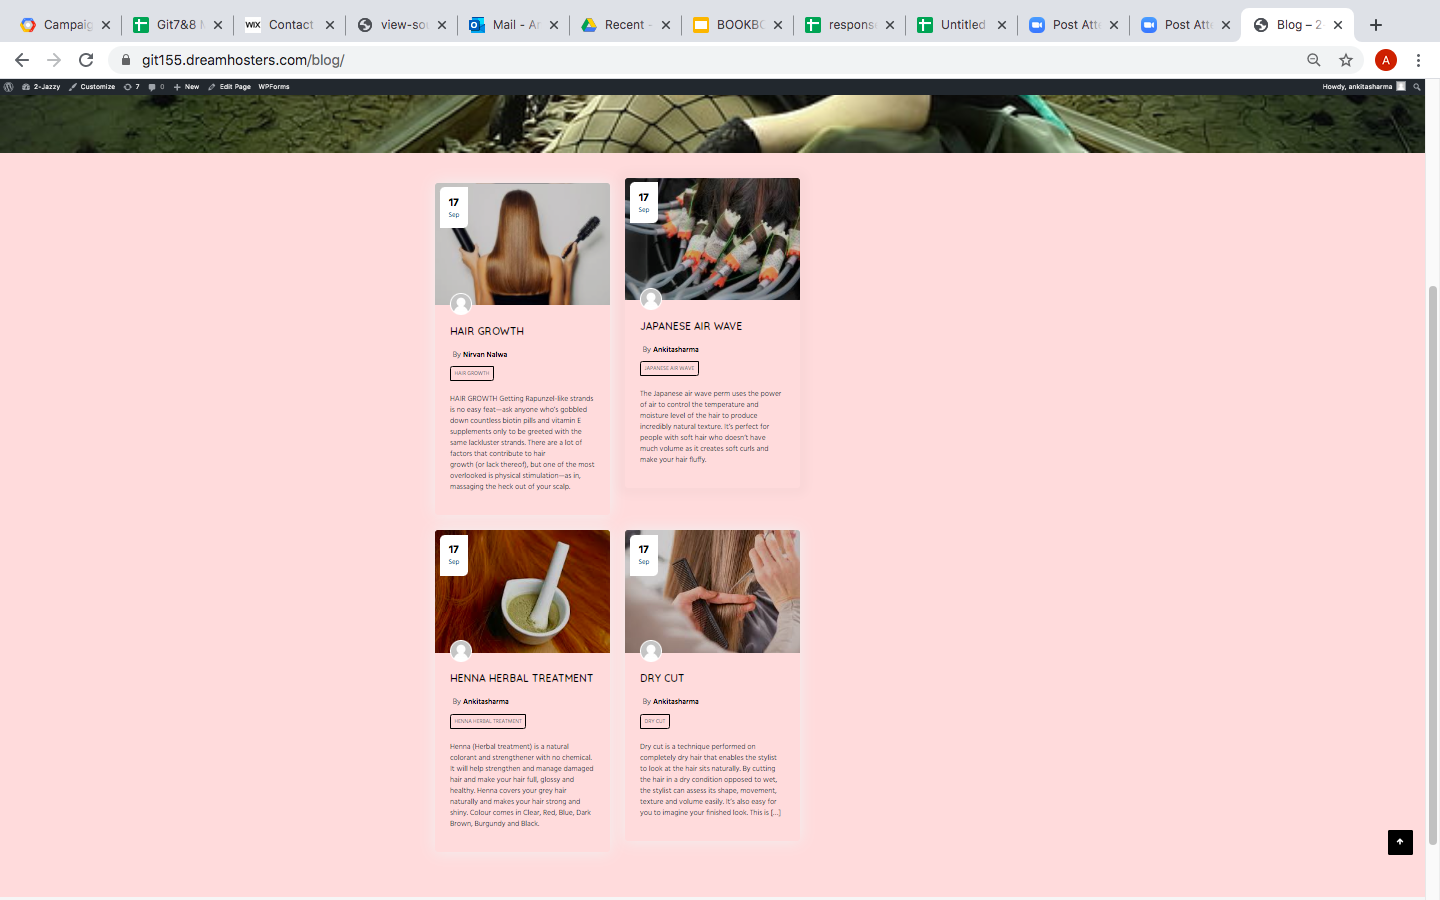 Campaig
Git7&8 M
WIX Contact
view-sou
Mail - An
Recent -
BOOKBO
response
Untitled
Post Atte
Post Atte
Blog – 2
git155.dreamhosters.com/blog/
A
2-Jazzy Customize 7 0 New Edit Page WPForms
Howdy, ankitasharma
17
Sep
HAIR GROWTH
By Nirvan Nalwa
HAIR GROWTH
HAIR GROWTH Getting Rapunzel-like strands
is no easy feat—ask anyone who's gobbled
down countless biotin pills and vitamin E
supplements only to be greeted with the
same lackluster strands. There are a lot of
factors that contribute to hair
growth (or lack thereof), but one of the most
overlooked is physical stimulation—as in,
massaging the heck out of your scalp.
17
Sep
JAPANESE AIR WAVE
By Ankitasharma
JAPANESE AIR WAVE
The Japanese air wave perm uses the power
of air to control the temperature and
moisture level of the hair to produce
incredibly natural texture. It's perfect for
people with soft hair who doesn't have
much volume as it creates soft curls and
make your hair fluffy.
17
Sep
HENNA HERBAL TREATMENT
By Ankitasharma
HENNA HERBAL TREATMENT
Henna (Herbal treatment) is a natural
colorant and strengthener with no chemical.
It will help strengthen and manage damaged
hair and make your hair full, glossy and
healthy. Henna covers your grey hair
naturally and makes your hair strong and
shiny. Colour comes in Clear, Red, Blue, Dark
Brown, Burgundy and Black.
17
Sep
DRY CUT
By Ankitasharma
DRY CUT
Dry cut is a technique performed on
completely dry hair that enables the stylist
to look at the hair sits naturally. By cutting
the hair in a dry condition opposed to wet,
the stylist can assess its shape, movement,
texture and volume easily. It's also easy for
you to imagine your finished look. This is [...]